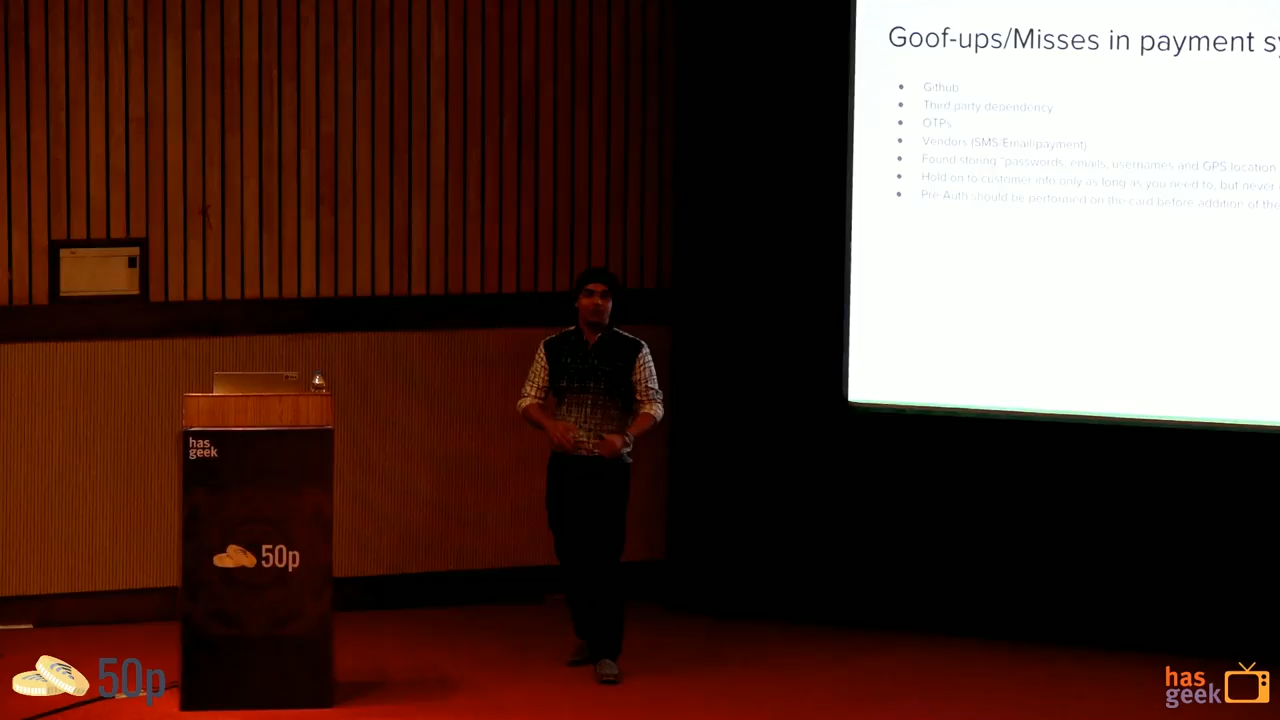 Goof-ups/Misses in payment
Github
Third party dependency
OTPs
Vendors (SMS/Email/payment)
Found storing "passwords, emails, usernames and GPS location
Hold on to customer info only as long as you need to, but never
Pre-Auth should be performed on the card before addition of the
has
geek
50p
50p
has
geek